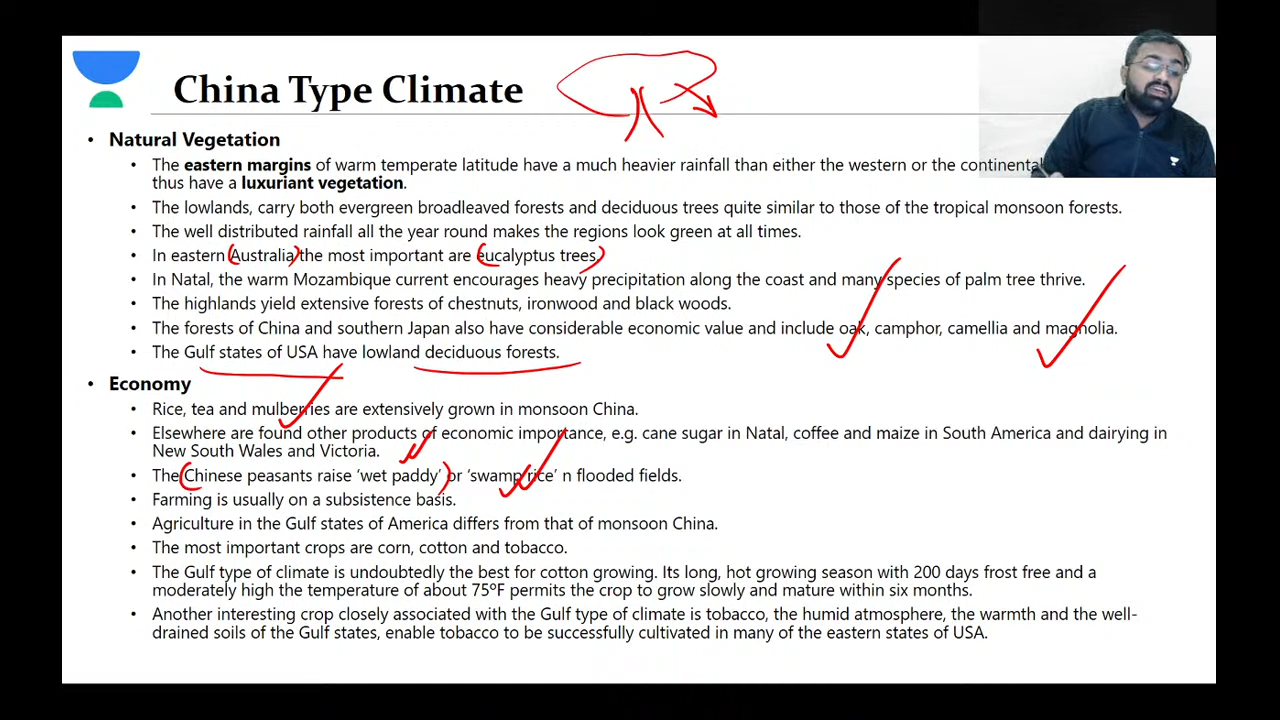 China Type Climate
• Natural Vegetation
• The eastern margins of warm temperate latitude have a much heavier rainfall than either the western or the continental
thus have a luxuriant vegetation.
• The lowlands, carry both evergreen broadleaved forests and deciduous trees quite similar to those of the tropical monsoon forests.
• The well distributed rainfall all the year round makes the regions look green at all times.
• In eastern Australia the most important are eucalyptus trees.
• In Natal, the warm Mozambique current encourages heavy precipitation along the coast and many species of palm tree thrive.
• The highlands yield extensive forests of chestnuts, ironwood and black woods.
• The forests of China and southern Japan also have considerable economic value and include oak, camphor, camellia and magnolia.
• The Gulf states of USA have lowland deciduous forests.
• Economy
• Rice, tea and mulberries are extensively grown in monsoon China.
• Elsewhere are found other products of economic importance, e.g. cane sugar in Natal, coffee and maize in South America and dairying in
New South Wales and Victoria.
• The Chinese peasants raise ‘wet paddy’ or ‘swamp rice’ n flooded fields.
• Farming is usually on a subsistence basis.
• Agriculture in the Gulf states of America differs from that of monsoon China.
• The most important crops are corn, cotton and tobacco.
• The Gulf type of climate is undoubtedly the best for cotton growing. Its long, hot growing season with 200 days frost free and a
moderately high the temperature of about 75ºF permits the crop to grow slowly and mature within six months.
• Another interesting crop closely associated with the Gulf type of climate is tobacco, the humid atmosphere, the warmth and the well-
drained soils of the Gulf states, enable tobacco to be successfully cultivated in many of the eastern states of USA.